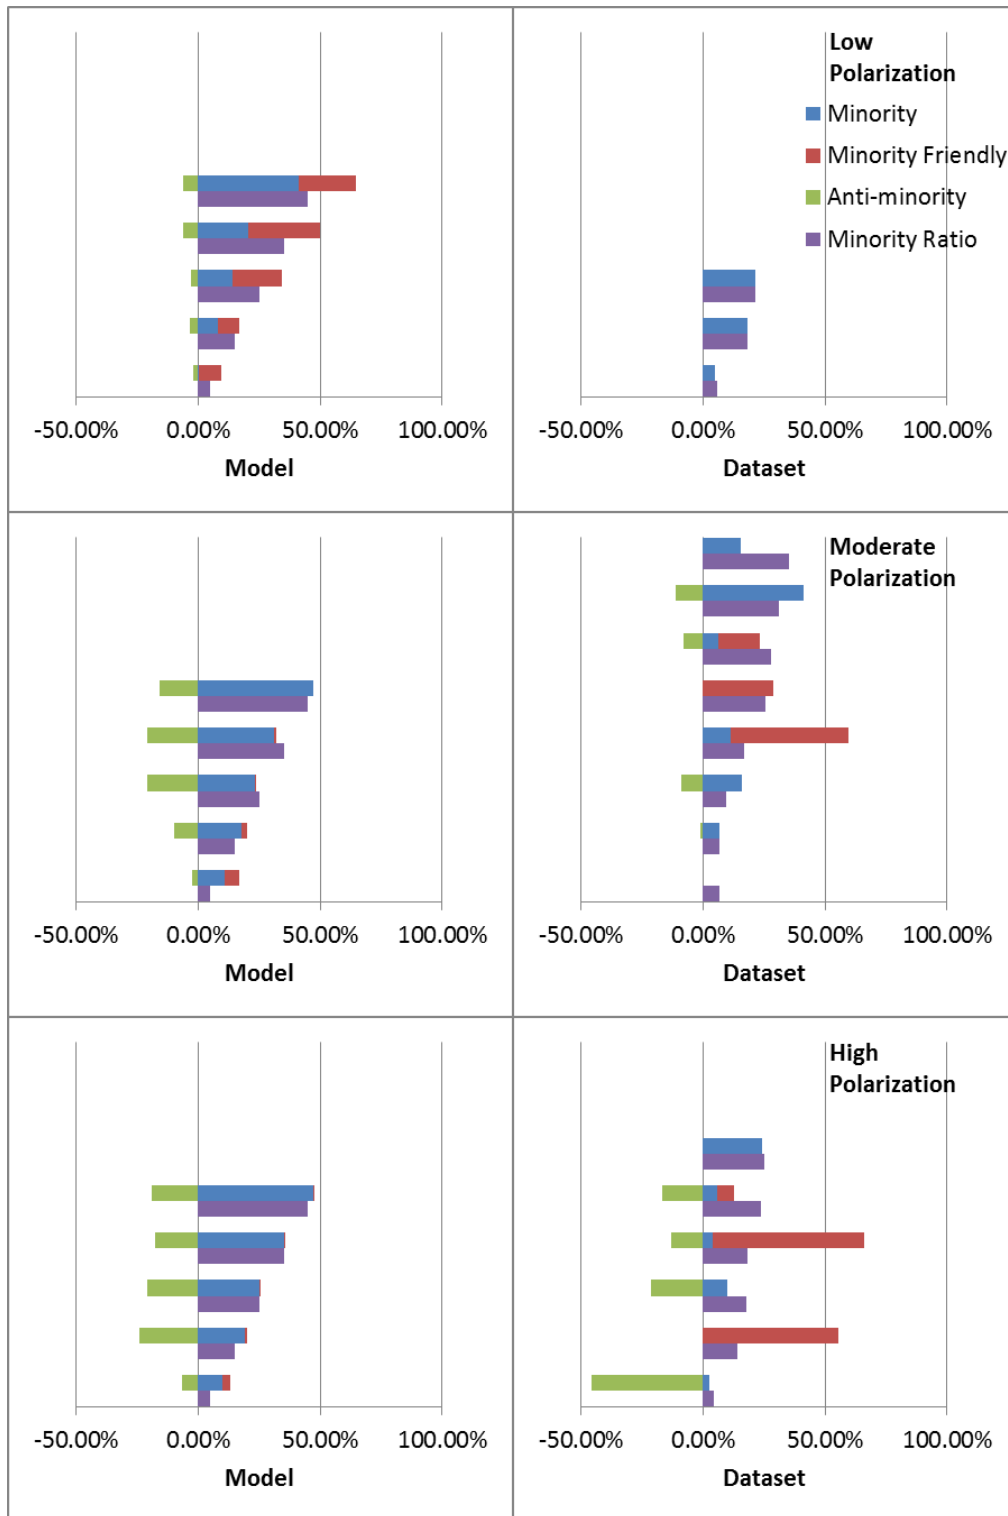 Low
Polarization
Minority
Minority Friendly
Anti-minority
Minority Ratio
-50.00% 0.00% 50.00% 100.00%
Model
-50.00% 0.00% 50.00% 100.00%
Dataset
Moderate
Polarization
-50.00% 0.00% 50.00% 100.00%
Model
-50.00% 0.00% 50.00% 100.00%
Dataset
High
Polarization
-50.00% 0.00% 50.00% 100.00%
Model
-50.00% 0.00% 50.00% 100.00%
Dataset